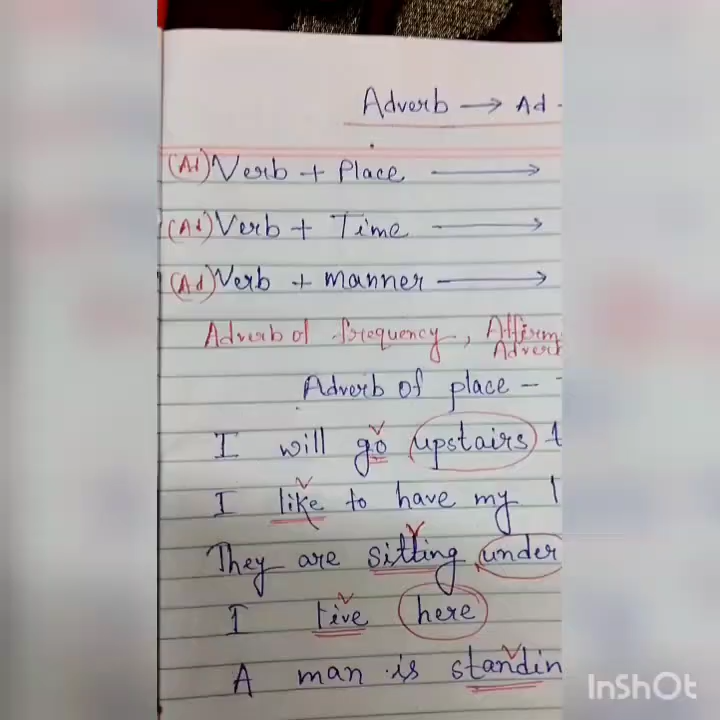 Adverb → Ad
(Ad) Verb + Place →
(Ad) Verb + Time →
(Ad) Verb + manner →
Adverb of frequency, Affirm
Adverb
Adverb of place -
I will go upstairs t
I like to have my l
They are sitting under
I live here
A man is standin
InShOt